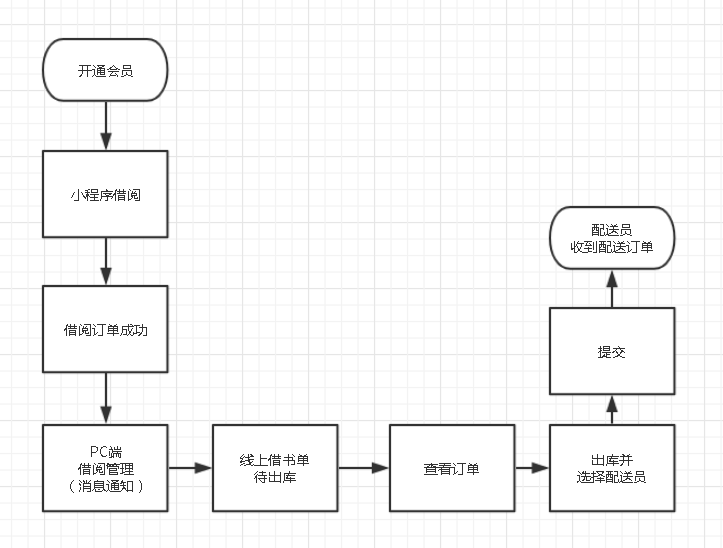 开通会员
小程序借阅
借阅订单成功
PC端
借阅管理
（消息通知）
线上借书单
待出库
查看订单
出库并
选择配送员
提交
配送员
收到配送订单